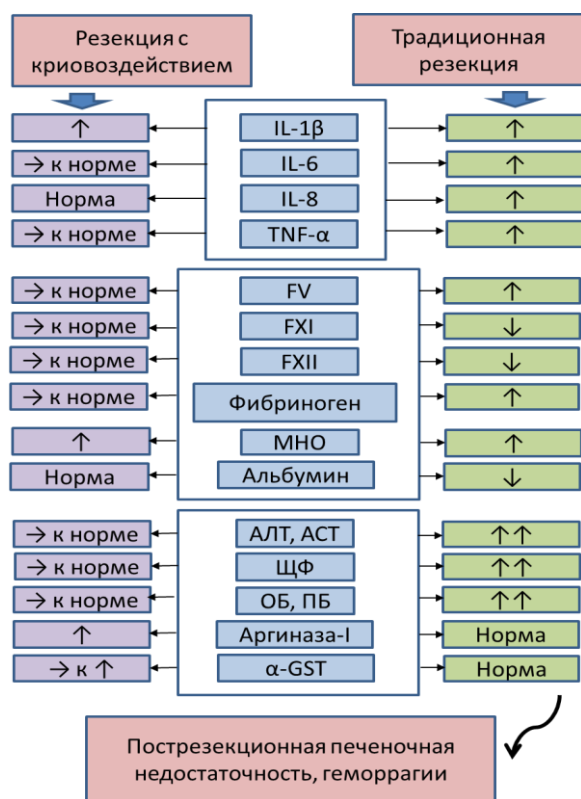 Резекция с
криовоздействием
Традиционная
резекция
↑ IL-1β ↑
→ к норме IL-6 ↑
Норма IL-8 ↑
→ к норме TNF-α ↑
→ к норме FV ↑
→ к норме FXI ↓
→ к норме FXII ↓
→ к норме Фибриноген ↑
↑ МНО ↑
Норма Альбумин ↓
→ к норме АЛТ, АСТ ↑↑
→ к норме ЩФ ↑↑
→ к норме ОБ, ПБ ↑↑
↑ Аргиназа-I Норма
→ к ↑ α-GST Норма
Пострезекционная печеночная
недостаточность, геморрагии